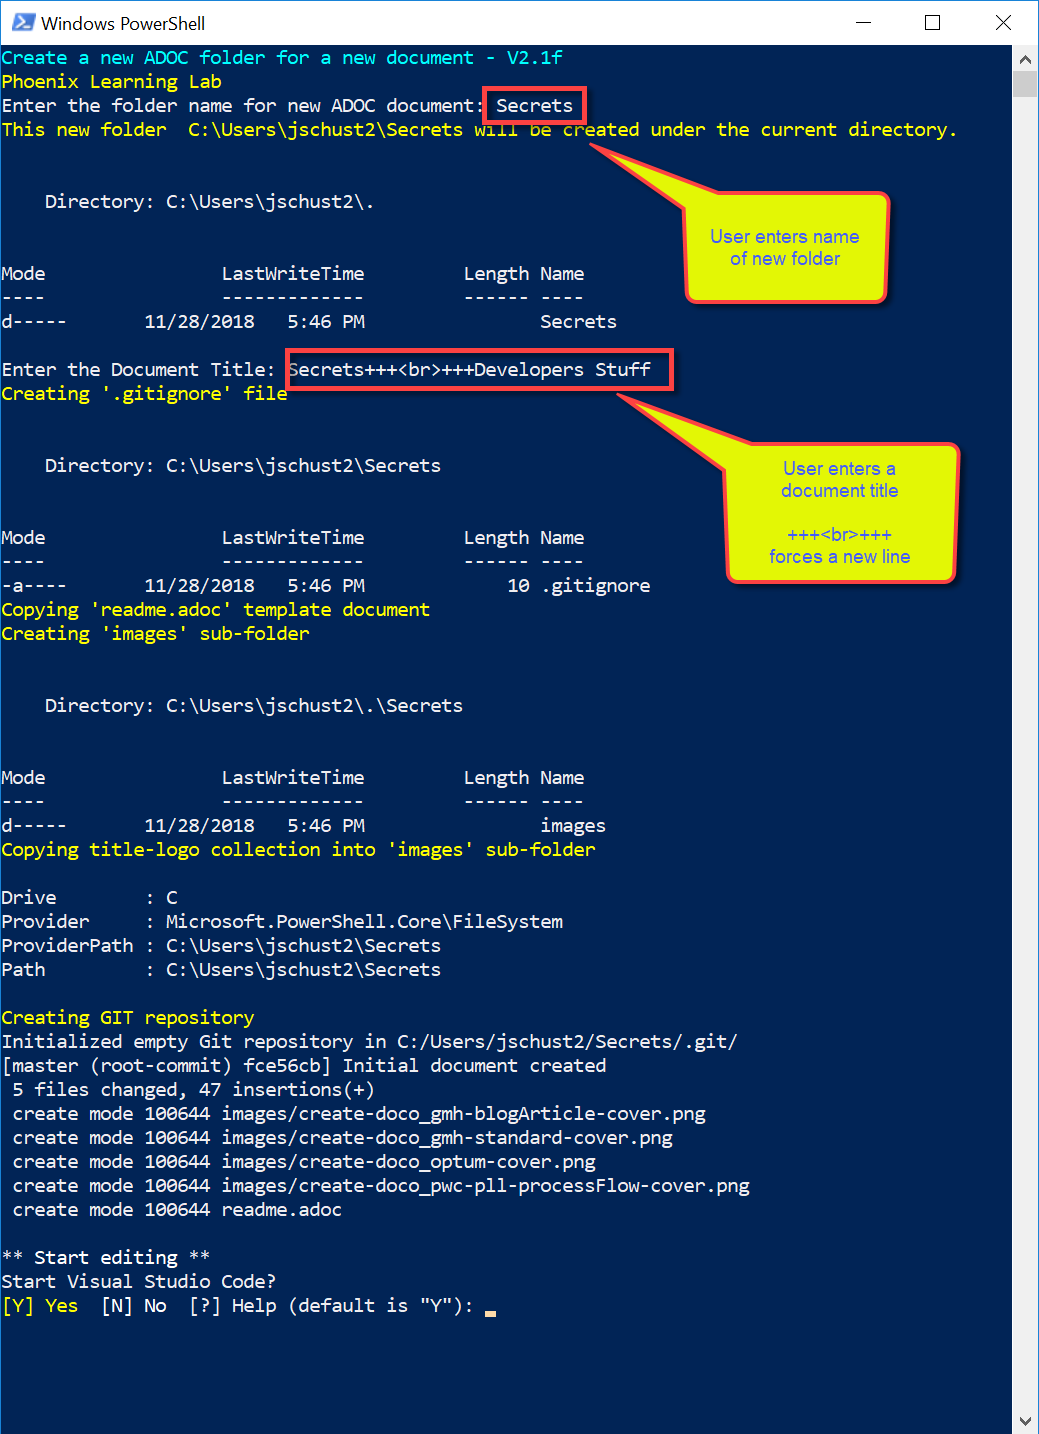 Windows PowerShell
Create a new ADOC folder for a new document - V2.1f
Phoenix Learning Lab
Enter the folder name for new ADOC document: Secrets
This new folder  C:\Users\jschust2\Secrets will be created under the current directory.
Directory: C:\Users\jschust2\.
User enters name
of new folder
Mode                LastWriteTime         Length Name
----                -------------         ------ ----
d-----       11/28/2018   5:46 PM                Secrets
Enter the Document Title: Secrets+++<br>+++Developers Stuff
Creating '.gitignore' file
Directory: C:\Users\jschust2\Secrets
User enters a
document title
+++<br>+++
forces a new line
Mode                LastWriteTime         Length Name
----                -------------         ------ ----
-a----       11/28/2018   5:46 PM             10 .gitignore
Copying 'readme.adoc' template document
Creating 'images' sub-folder
Directory: C:\Users\jschust2\.\Secrets
Mode                LastWriteTime         Length Name
----                -------------         ------ ----
d-----       11/28/2018   5:46 PM                images
Copying title-logo collection into 'images' sub-folder
Drive        : C
Provider     : Microsoft.PowerShell.Core\FileSystem
ProviderPath : C:\Users\jschust2\Secrets
Path         : C:\Users\jschust2\Secrets
Creating GIT repository
Initialized empty Git repository in C:/Users/jschust2/Secrets/.git/
[master (root-commit) fce56cb] Initial document created
5 files changed, 47 insertions(+)
create mode 100644 images/create-doco_gmh-blogArticle-cover.png
create mode 100644 images/create-doco_gmh-standard-cover.png
create mode 100644 images/create-doco_optum-cover.png
create mode 100644 images/create-doco_pwc-pll-processFlow-cover.png
create mode 100644 readme.adoc
** Start editing **
Start Visual Studio Code?
[Y] Yes  [N] No  [?] Help (default is "Y"):